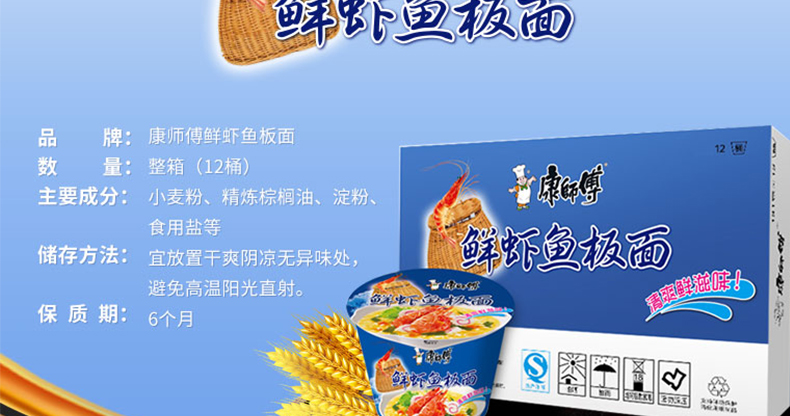 鲜虾鱼板面
品 牌： 康师傅鲜虾鱼板面
数 量： 整箱（12桶）
主要成分： 小麦粉、精炼棕榈油、淀粉、
食用盐等
储存方法： 宜放置干爽阴凉无异味处，
避免高温阳光直射。
保 质 期： 6个月
12
康師傅
鲜虾鱼板面
清爽鲜滋味！
康師傅
鲜虾鱼板面
康師傅
鲜虾鱼板面